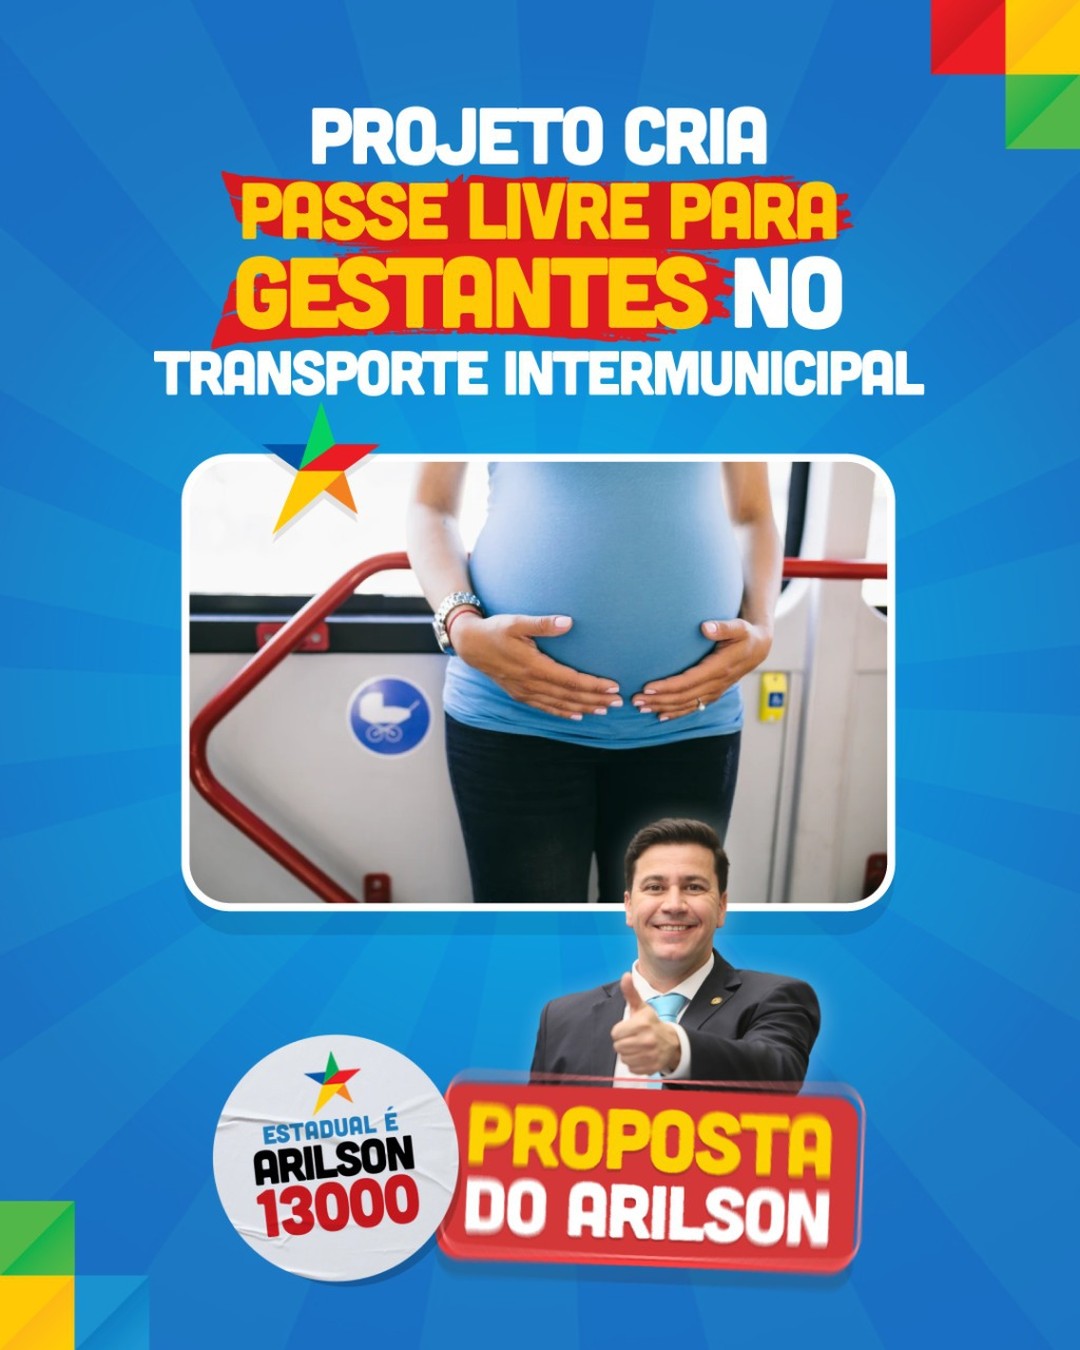 PROJETO CRIA
PASSE LIVRE PARA
GESTANTES NO
TRANSPORTE INTERMUNICIPAL
ESTADUAL É
ARILSON
13000
PROPOSTA
DO ARILSON